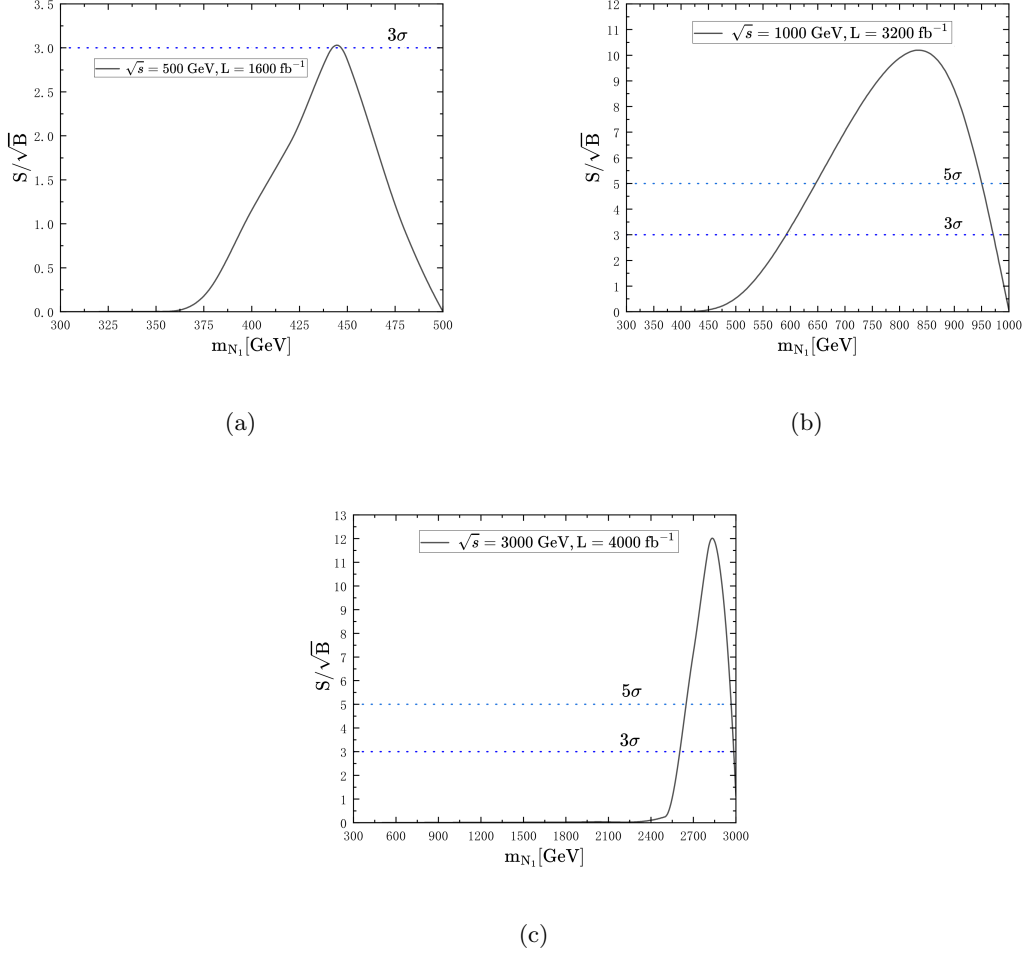 3.5
3.0
2.5
2.0
1.5
1.0
0.5
0.0
S/√B
3σ
√s = 500 GeV, L = 1600 fb⁻¹
300 325 350 375 400 425 450 475 500
m_N₁[GeV]
(a)
12
11
10
9
8
7
6
5
4
3
2
1
0
S/√B
√s = 1000 GeV, L = 3200 fb⁻¹
5σ
3σ
300 350 400 450 500 550 600 650 700 750 800 850 900 950 1000
m_N₁[GeV]
(b)
13
12
11
10
9
8
7
6
5
4
3
2
1
0
S/√B
√s = 3000 GeV, L = 4000 fb⁻¹
5σ
3σ
300 600 900 1200 1500 1800 2100 2400 2700 3000
m_N₁[GeV]
(c)